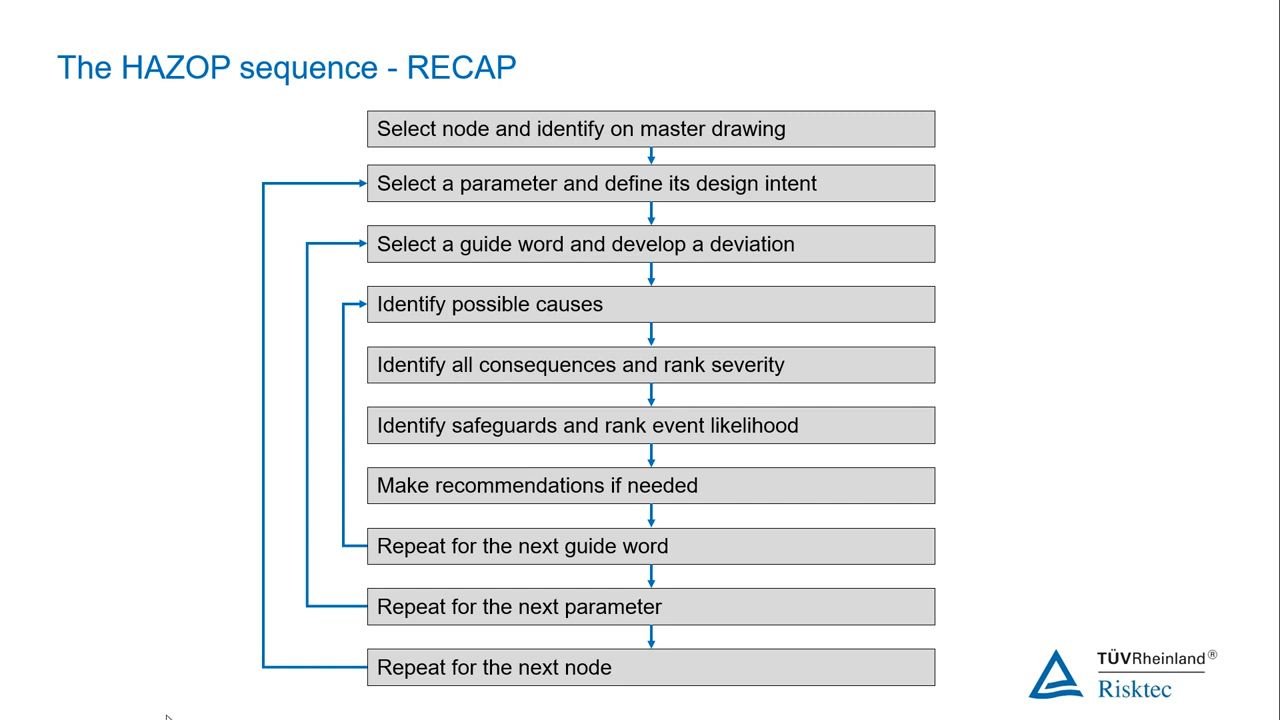 The HAZOP sequence - RECAP
Select node and identify on master drawing
Select a parameter and define its design intent
Select a guide word and develop a deviation
Identify possible causes
Identify all consequences and rank severity
Identify safeguards and rank event likelihood
Make recommendations if needed
Repeat for the next guide word
Repeat for the next parameter
Repeat for the next node
TÜVRheinland®
Risktec